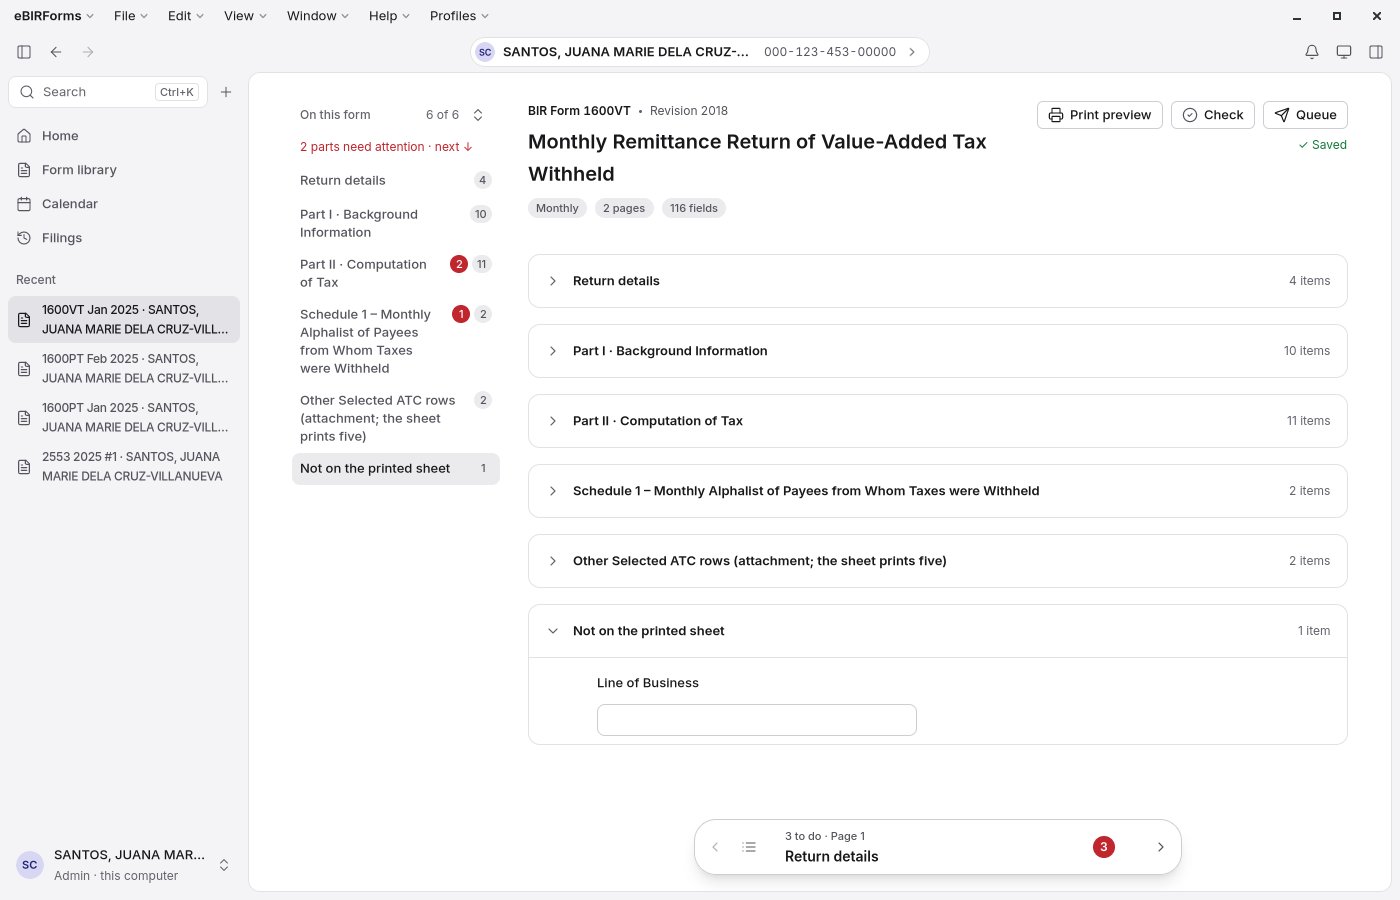 eBIRForms File Edit View Window Help Profiles
SC SANTOS, JUANA MARIE DELA CRUZ-... 000-123-453-00000
Search Ctrl+K
Home
Form library
Calendar
Filings
Recent
1600VT Jan 2025 · SANTOS,
JUANA MARIE DELA CRUZ-VILL...
1600PT Feb 2025 · SANTOS,
JUANA MARIE DELA CRUZ-VILL...
1600PT Jan 2025 · SANTOS,
JUANA MARIE DELA CRUZ-VILL...
2553 2025 #1 · SANTOS, JUANA
MARIE DELA CRUZ-VILLANUEVA
SC
SANTOS, JUANA MAR...
Admin · this computer
On this form 6 of 6
2 parts need attention · next ↓
Return details 4
Part I · Background 10
Information
Part II · Computation 2 11
of Tax
Schedule 1 – Monthly 1 2
Alphalist of Payees
from Whom Taxes
were Withheld
Other Selected ATC rows 2
(attachment; the sheet
prints five)
Not on the printed sheet 1
BIR Form 1600VT • Revision 2018
Monthly Remittance Return of Value-Added Tax
Withheld
Monthly 2 pages 116 fields
Print preview Check Queue
✓ Saved
Return details 4 items
Part I · Background Information 10 items
Part II · Computation of Tax 11 items
Schedule 1 – Monthly Alphalist of Payees from Whom Taxes were Withheld 2 items
Other Selected ATC rows (attachment; the sheet prints five) 2 items
Not on the printed sheet 1 item
Line of Business
3 to do · Page 1
Return details 3